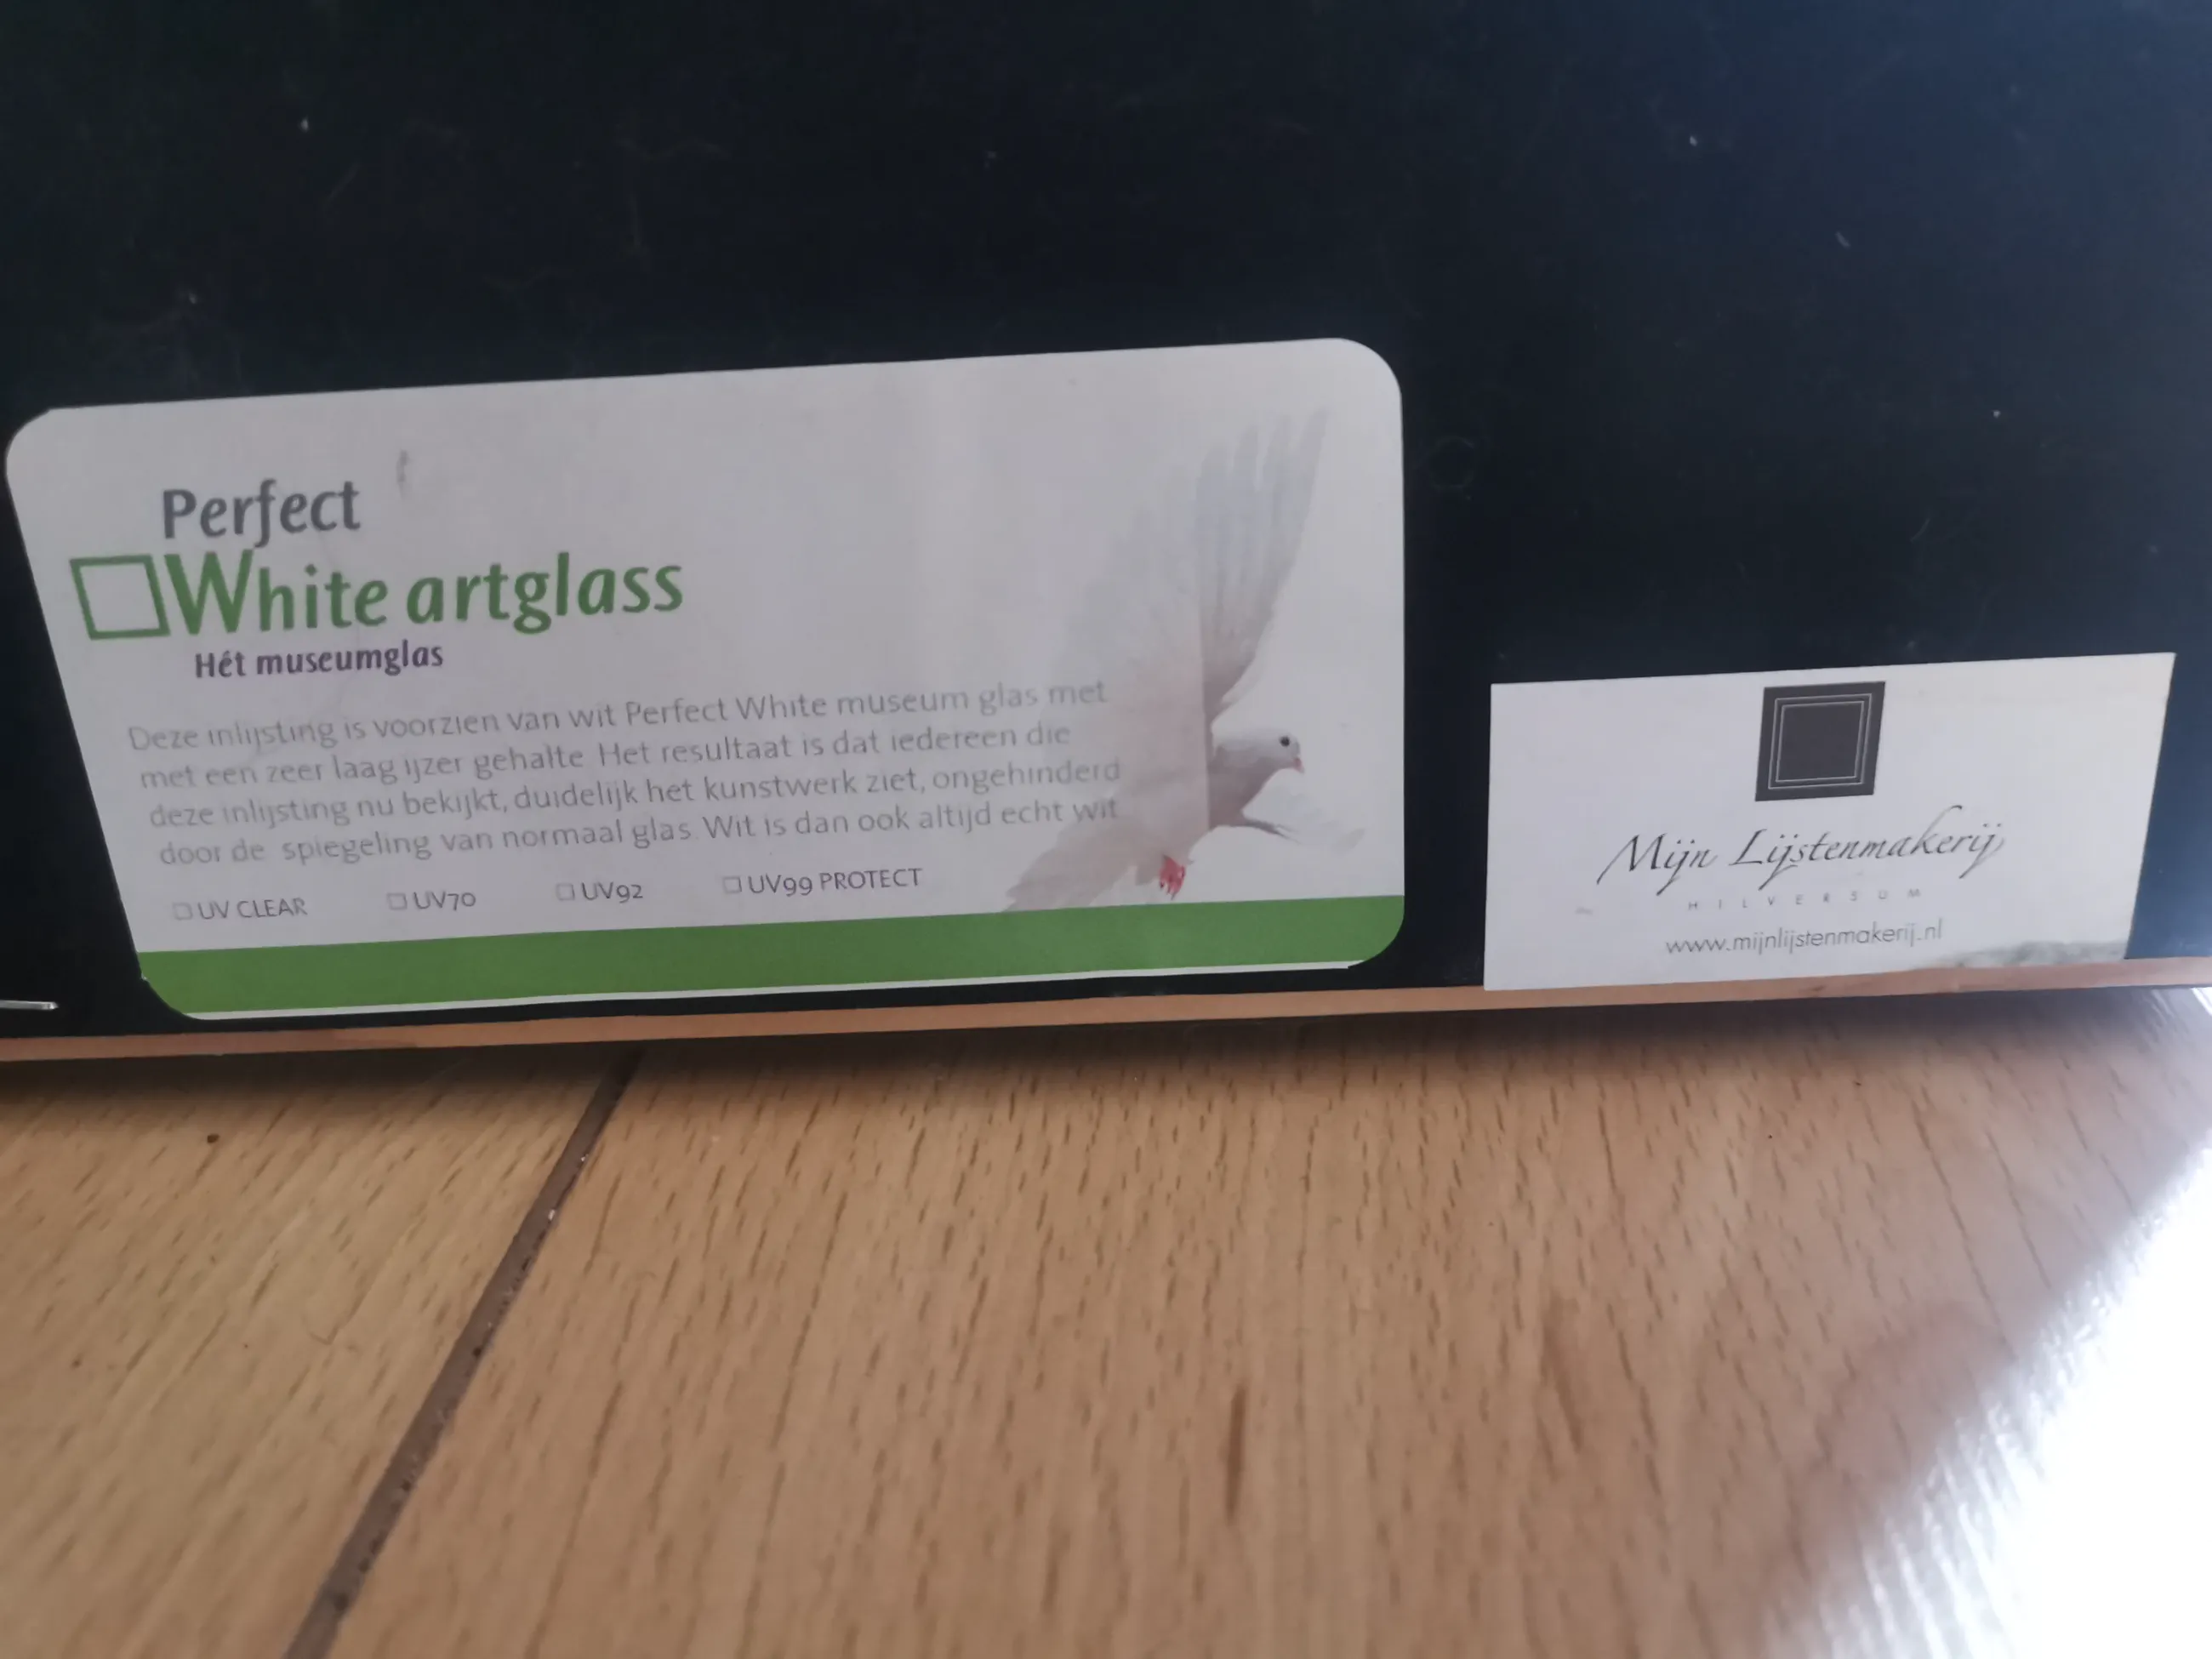 Perfect
White artglass
Hét museumglas
Deze inlijsting is voorzien van wit Perfect White museum glas met
met een zeer laag ijzer gehalte Het resultaat is dat iedereen die
deze inlijsting nu bekijkt, duidelijk het kunstwerk ziet, ongehinderd
door de spiegeling van normaal glas. Wit is dan ook altijd echt wit
UV CLEAR UV70 UV92 UV99 PROTECT
Mijn Lijstenmakerij
HILVERSUM
www.mijnlijstenmakerij.nl